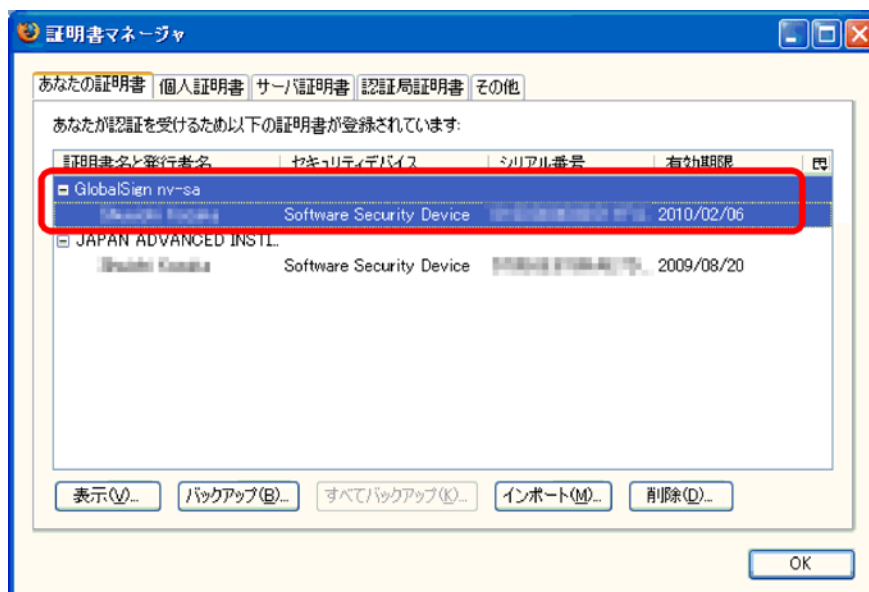 証明書マネージャ
あなたの証明書 個人証明書 サーバ証明書 認証局証明書 その他
あなたが認証を受けるため以下の証明書が登録されています:
証明書名と発行者名 セキュリティデバイス シリアル番号 有効期限
GlobalSign nv-sa
Software Security Device 2010/02/06
JAPAN ADVANCED INSTI...
Software Security Device 2009/08/20
表示(V)... バックアップ(B)... すべてバックアップ(K)... インポート(M)... 削除(D)...
OK